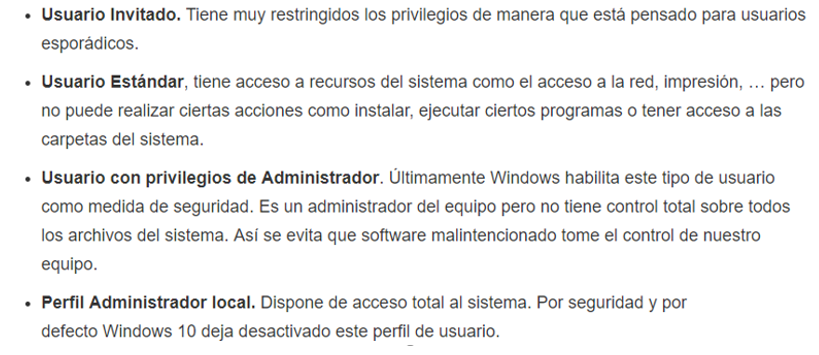 • Usuario Invitado. Tiene muy restringidos los privilegios de manera que está pensado para usuarios
esporádicos.
• Usuario Estándar, tiene acceso a recursos del sistema como el acceso a la red, impresión, … pero
no puede realizar ciertas acciones como instalar, ejecutar ciertos programas o tener acceso a las
carpetas del sistema.
• Usuario con privilegios de Administrador. Últimamente Windows habilita este tipo de usuario
como medida de seguridad. Es un administrador del equipo pero no tiene control total sobre todos
los archivos del sistema. Así se evita que software malintencionado tome el control de nuestro
equipo.
• Perfil Administrador local. Dispone de acceso total al sistema. Por seguridad y por
defecto Windows 10 deja desactivado este perfil de usuario.